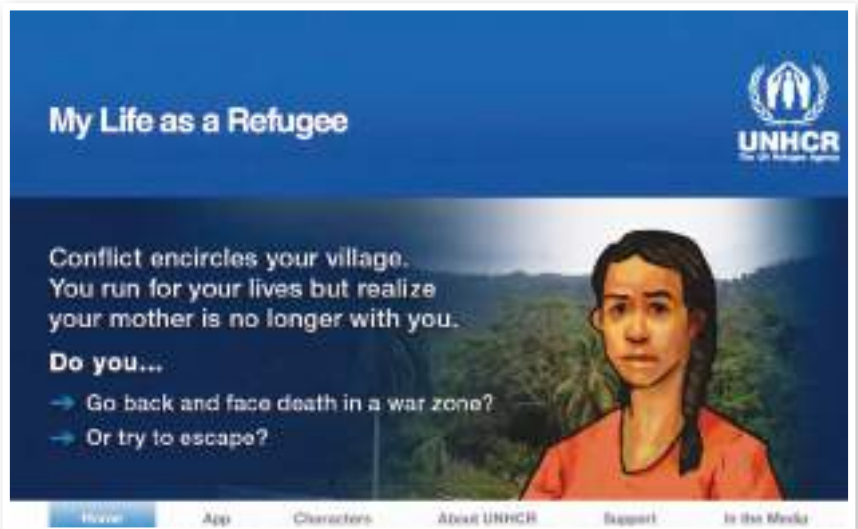 My Life as a Refugee
UNHCR
The UN Refugee Agency
Conflict encircles your village.
You run for your lives but realize
your mother is no longer with you.
Do you...
→ Go back and face death in a war zone?
→ Or try to escape?
Home App Characters About UNHCR Support In the Media